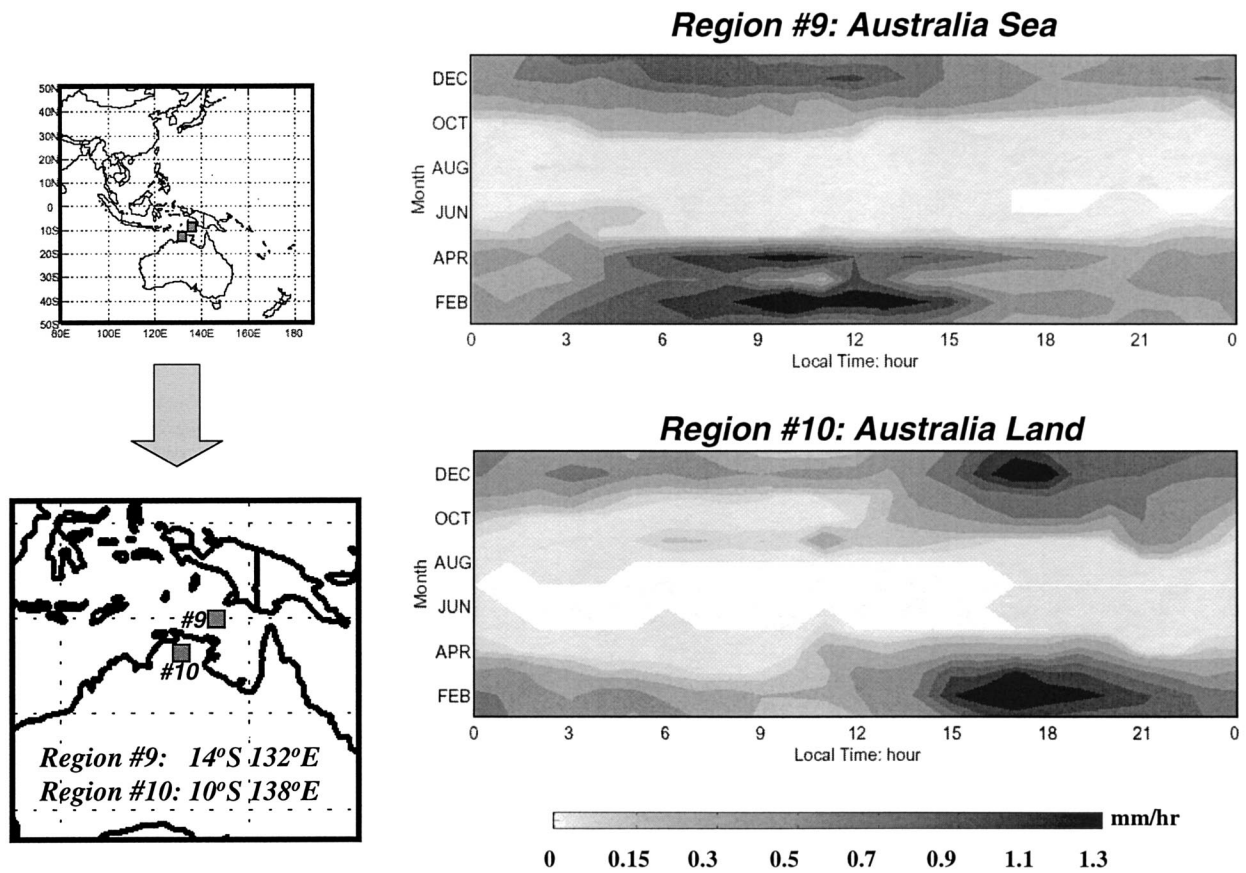 Region #9: Australia Sea
50N
40N
30N
20N
10N
0
10S
20S
30S
40S
50S
80E 100E 120E 140E 160E 180
DEC
OCT
AUG
JUN
APR
FEB
Month
0 3 6 9 12 15 18 21 0
Local Time: hour
Region #10: Australia Land
DEC
OCT
AUG
JUN
APR
FEB
Month
0 3 6 9 12 15 18 21 0
Local Time: hour
#9
#10
Region #9: 14°S 132°E
Region #10: 10°S 138°E
mm/hr
0 0.15 0.3 0.5 0.7 0.9 1.1 1.3